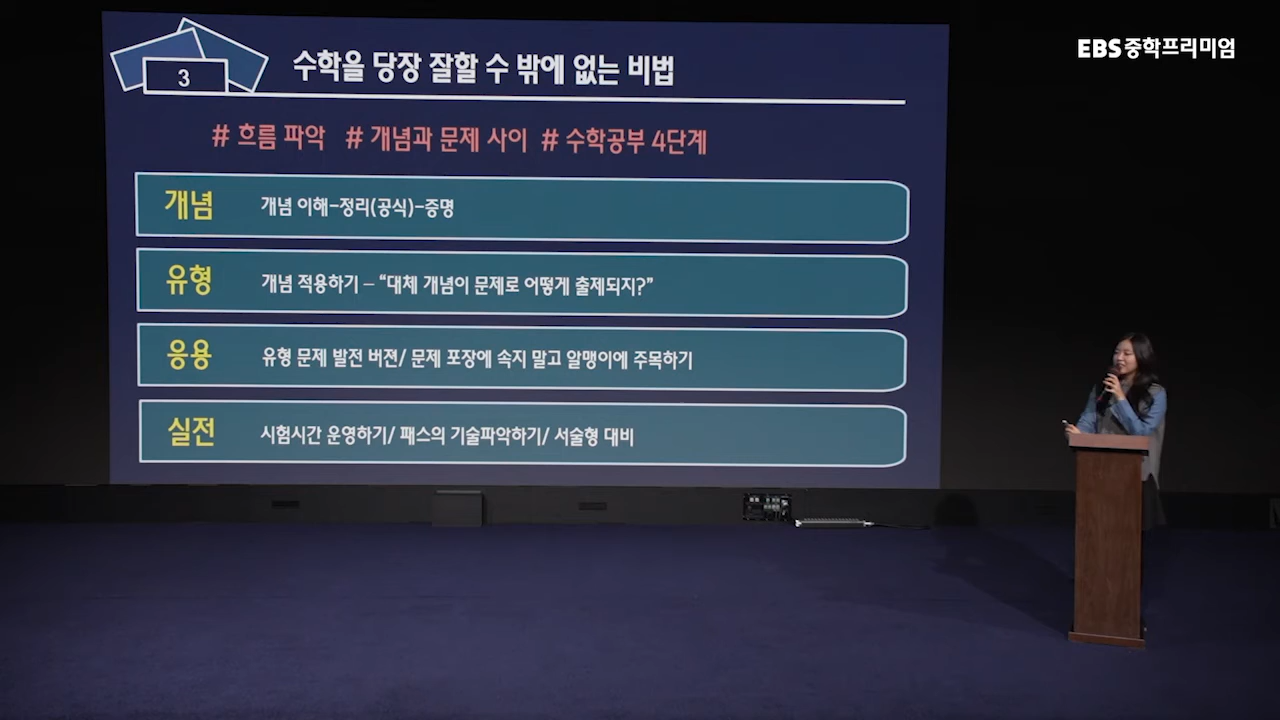 EBS 중학프리미엄
3
수학을 당장 잘할 수 밖에 없는 비법
# 흐름 파악 # 개념과 문제 사이 # 수학공부 4단계
개념 개념 이해-정리(공식)-증명
유형 개념 적용하기 – “대체 개념이 문제로 어떻게 출제되지?”
응용 유형 문제 발전 버젼/ 문제 포장에 속지 말고 알맹이에 주목하기
실전 시험시간 운영하기/ 패스의 기술파악하기/ 서술형 대비